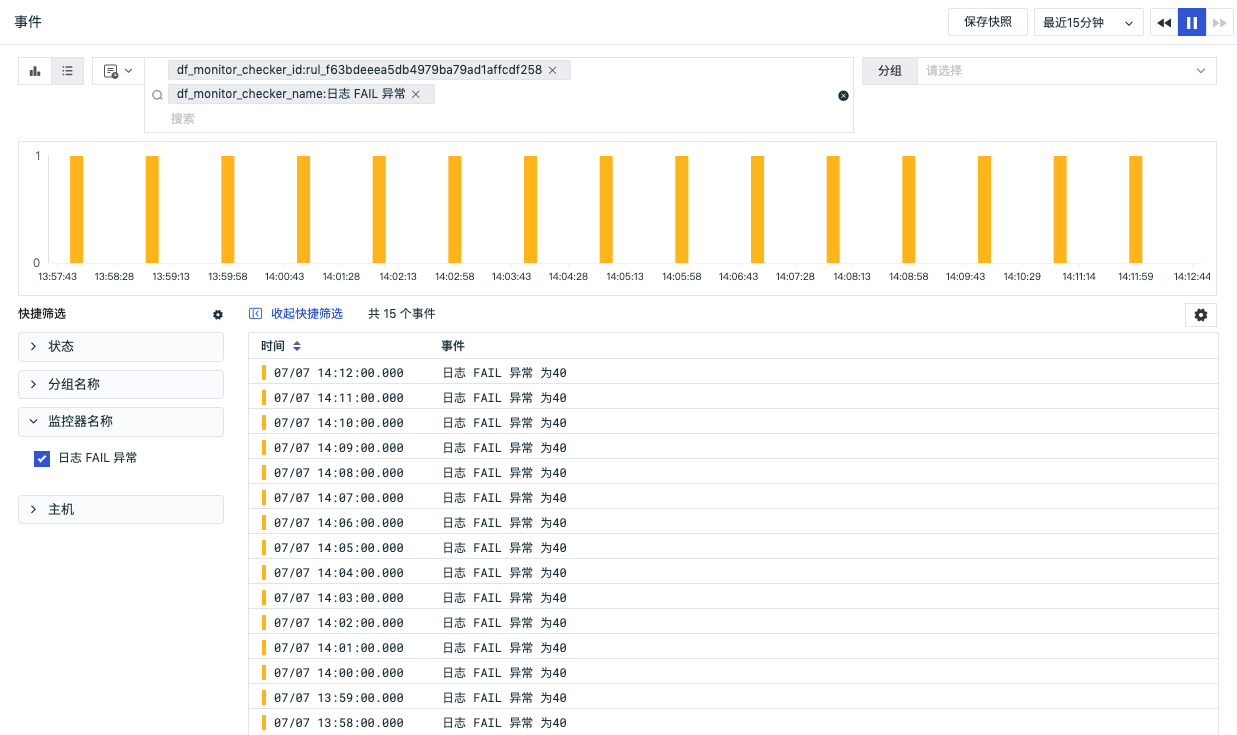 事件
保存快照
最近15分钟
df_monitor_checker_id:rul_f63bdeeea5db4979ba79ad1affcdf258
分组 请选择
df_monitor_checker_name:日志 FAIL 异常
搜索
1
0
13:57:43 13:58:28 13:59:13 13:59:58 14:00:43 14:01:28 14:02:13 14:02:58 14:03:43 14:04:28 14:05:13 14:05:58 14:06:43 14:07:28 14:08:13 14:08:58 14:09:43 14:10:29 14:11:14 14:11:59 14:12:44
快捷筛选
收起快捷筛选 共 15 个事件
状态
分组名称
监控器名称
日志 FAIL 异常
主机
时间 事件
07/07 14:12:00.000 日志 FAIL 异常 为40
07/07 14:11:00.000 日志 FAIL 异常 为40
07/07 14:10:00.000 日志 FAIL 异常 为40
07/07 14:09:00.000 日志 FAIL 异常 为40
07/07 14:08:00.000 日志 FAIL 异常 为40
07/07 14:07:00.000 日志 FAIL 异常 为40
07/07 14:06:00.000 日志 FAIL 异常 为40
07/07 14:05:00.000 日志 FAIL 异常 为40
07/07 14:04:00.000 日志 FAIL 异常 为40
07/07 14:03:00.000 日志 FAIL 异常 为40
07/07 14:02:00.000 日志 FAIL 异常 为40
07/07 14:01:00.000 日志 FAIL 异常 为40
07/07 14:00:00.000 日志 FAIL 异常 为40
07/07 13:59:00.000 日志 FAIL 异常 为40
07/07 13:58:00.000 日志 FAIL 异常 为40